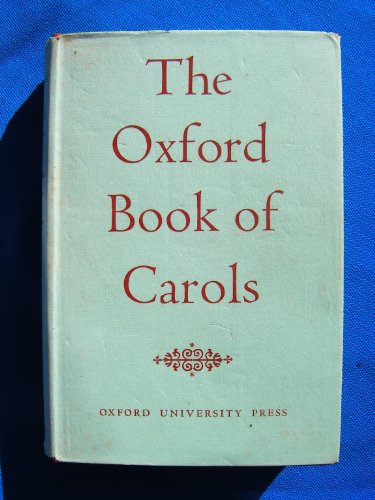 The
Oxford
Book of
Carols
OXFORD UNIVERSITY PRESS